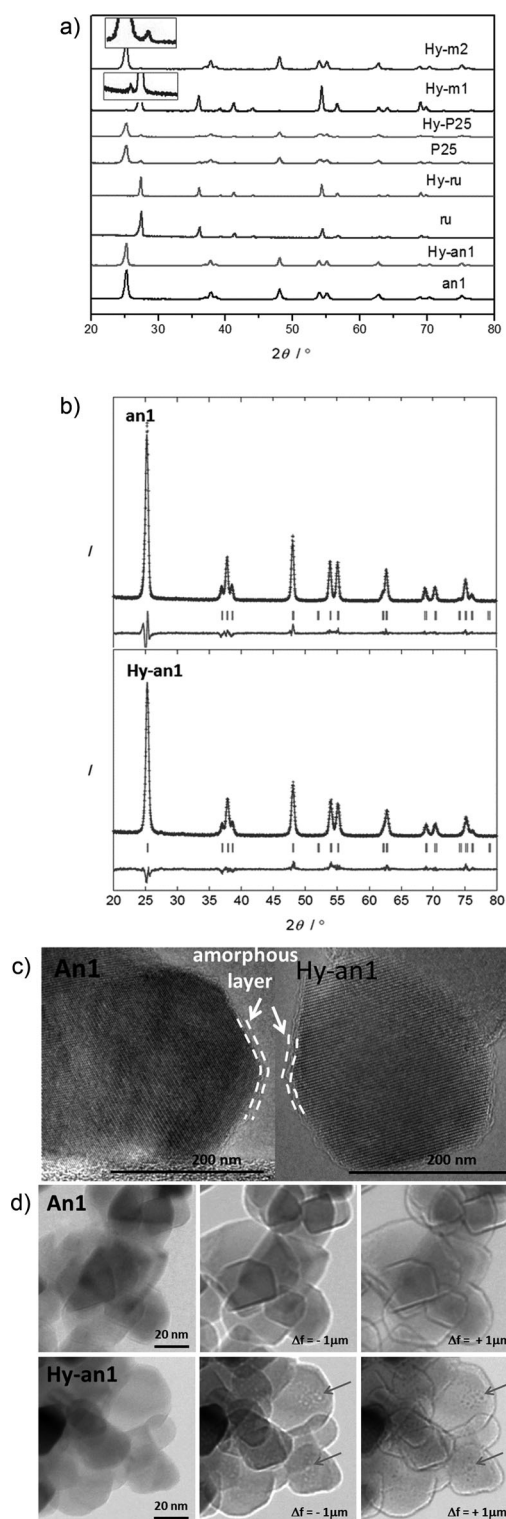 a)
Hy-m2
Hy-m1
Hy-P25
P25
Hy-ru
ru
Hy-an1
an1
20 30 40 50 60 70 80
2θ / °
b)
an1
I
Hy-an1
I
20 25 30 35 40 45 50 55 60 65 70 75 80
2θ / °
c)
An1
amorphous
layer
Hy-an1
200 nm
200 nm
d)
An1
20 nm
Δf = - 1μm
Δf = + 1μm
Hy-an1
20 nm
Δf = - 1μm
Δf = + 1μm